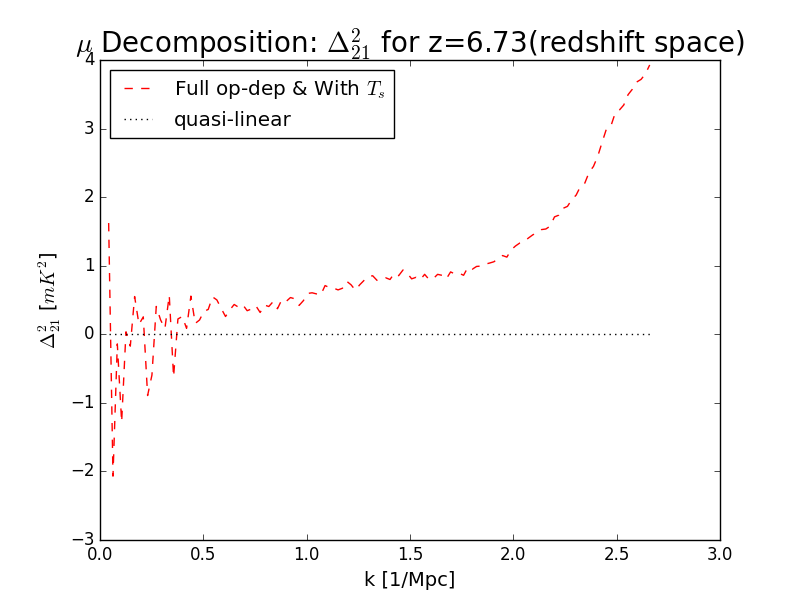 μ Decomposition: Δ²₂₁ for z=6.73(redshift space)
4
Full op-dep & With Tₛ
quasi-linear
3
2
1
0
−1
−2
−3
Δ²₂₁ [mK²]
0.0 0.5 1.0 1.5 2.0 2.5 3.0
k [1/Mpc]